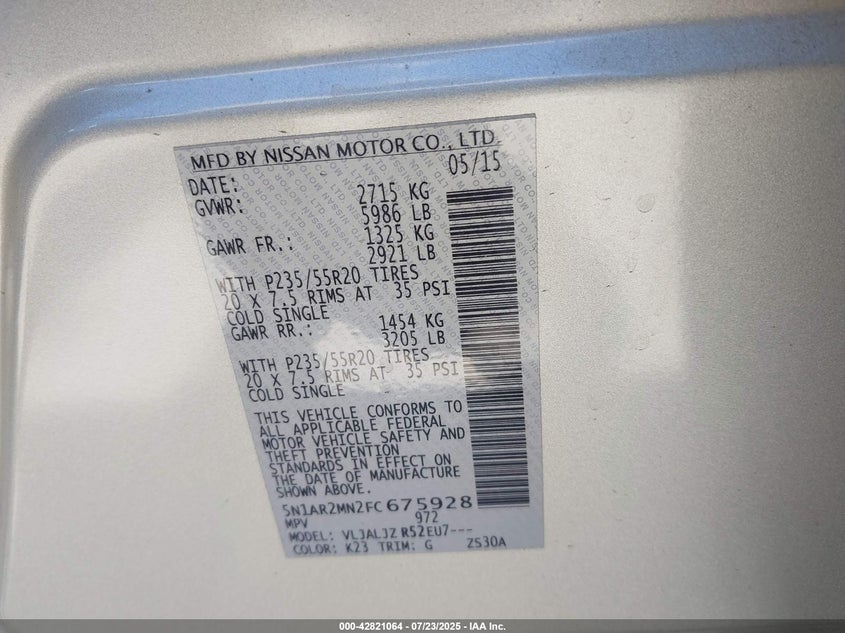 MFD BY NISSAN MOTOR CO., LTD.
DATE: 05/15
GVWR: 2715 KG
5986 LB
GAWR FR.: 1325 KG
2921 LB
WITH P235/55R20 TIRES
20 X 7.5 RIMS AT 35 PSI
COLD SINGLE
GAWR RR.: 1454 KG
3205 LB
WITH P235/55R20 TIRES
20 X 7.5 RIMS AT 35 PSI
COLD SINGLE
THIS VEHICLE CONFORMS TO
ALL APPLICABLE FEDERAL
MOTOR VEHICLE SAFETY AND
THEFT PREVENTION
STANDARDS IN EFFECT ON
THE DATE OF MANUFACTURE
SHOWN ABOVE.
5N1AR2MN2FC675928
MPV 972
MODEL: VLJALJZ R52EU7---
COLOR: K23 TRIM: G ZS30A
000-42821064 - 07/23/2025 - IAA Inc.